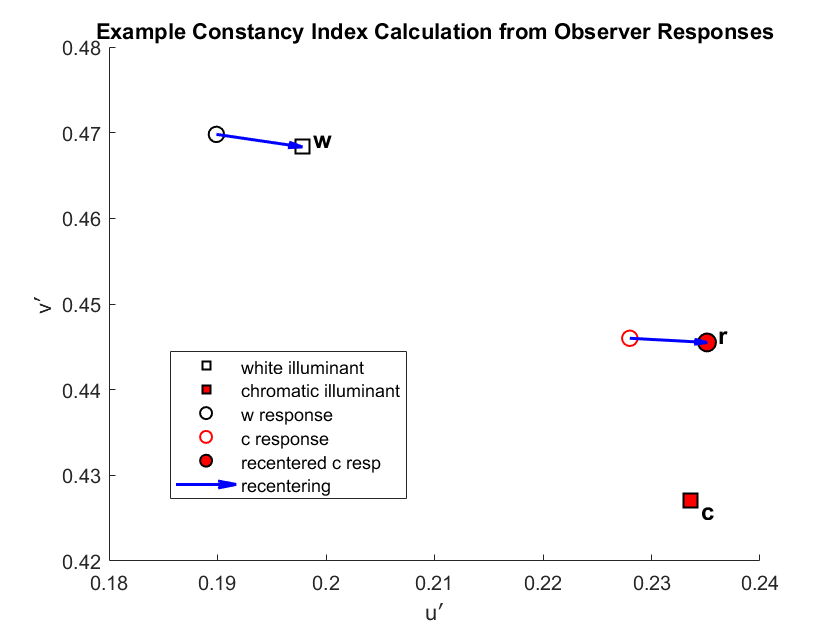 Example Constancy Index Calculation from Observer Responses
0.48
0.47
0.46
0.45
0.44
0.43
0.42
v′
w
r
c
white illuminant
chromatic illuminant
w response
c response
recentered c resp
recentering
0.18
0.19
0.2
0.21
0.22
0.23
0.24
u′